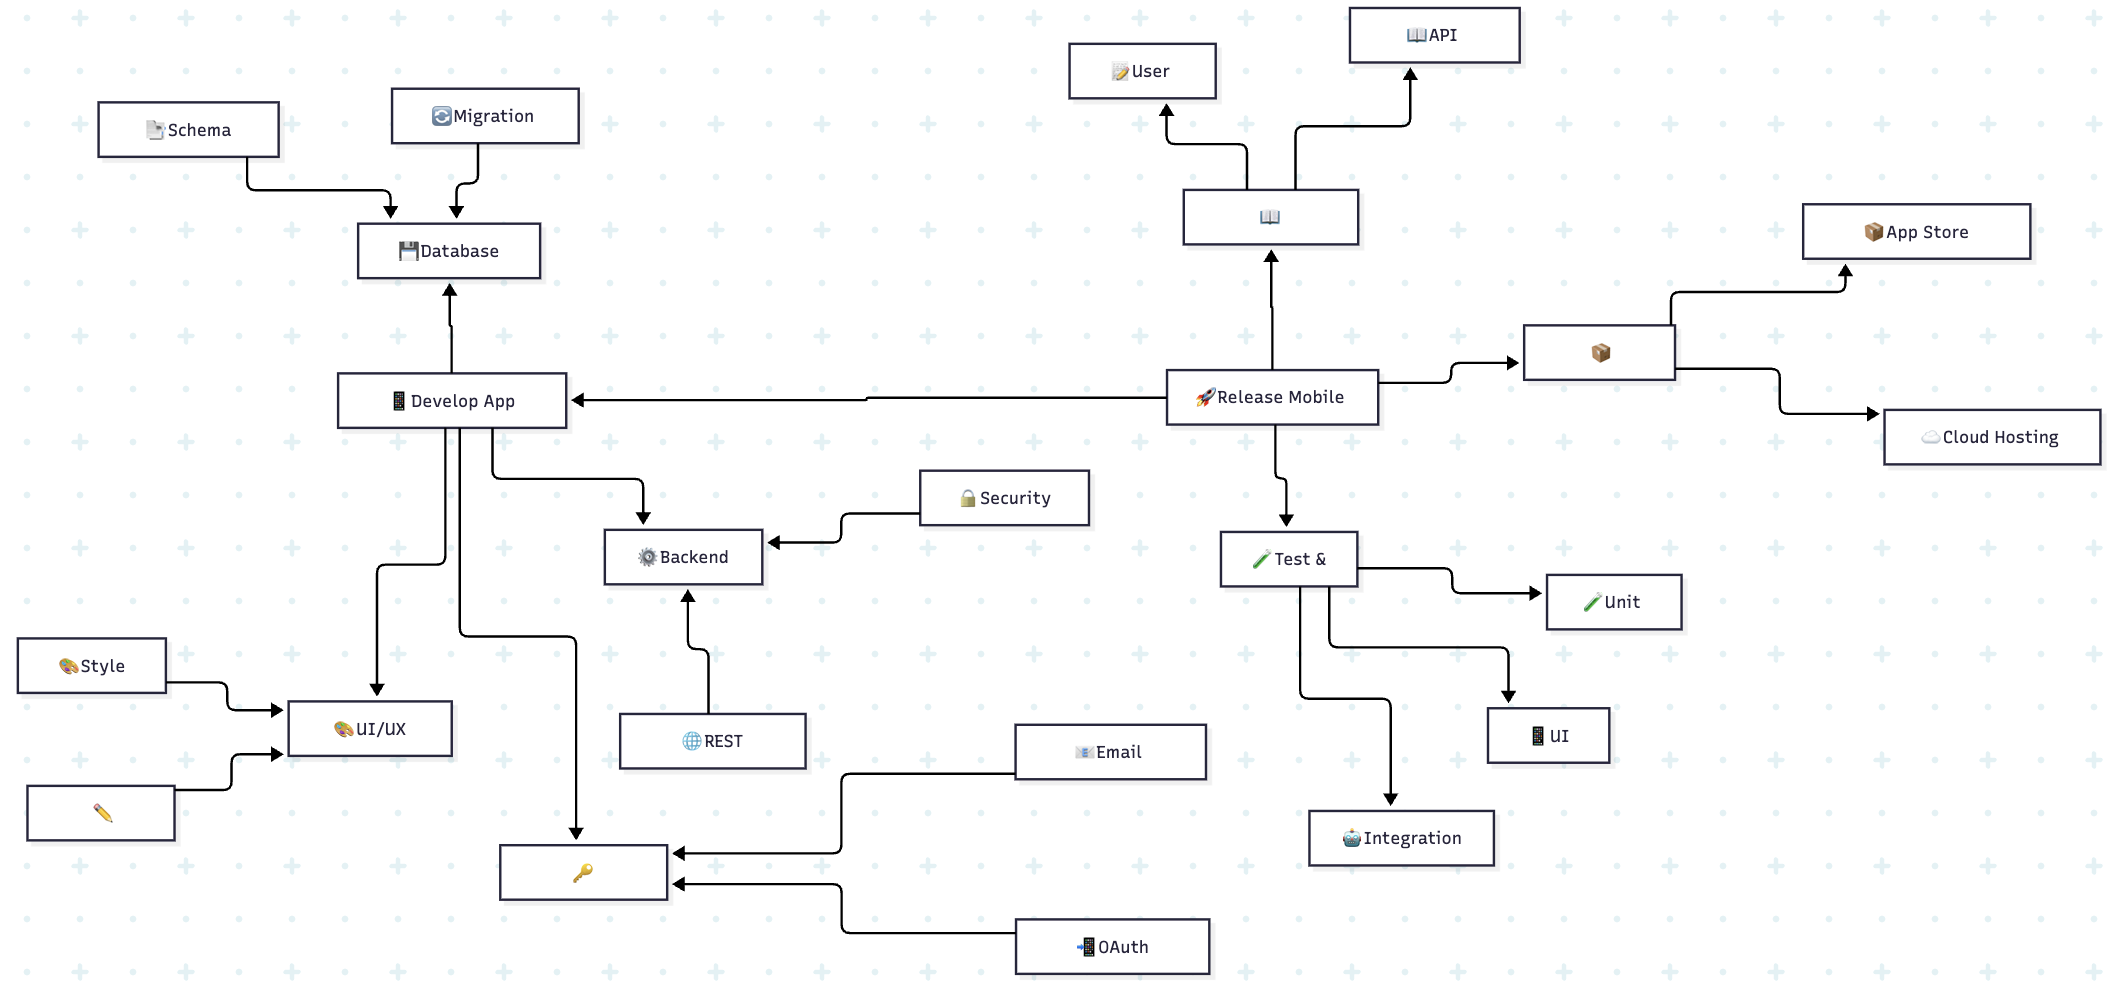 📖API
📝User
🔄Migration
📑Schema
📖
📦App Store
💾Database
📦
🚀Release Mobile
📱Develop App
☁️Cloud Hosting
🔒Security
⚙️Backend
🧪Test &
🧪Unit
🎨Style
🎨UI/UX
📱UI
🌐REST
📧Email
✏️
🤖Integration
🔑
📲OAuth